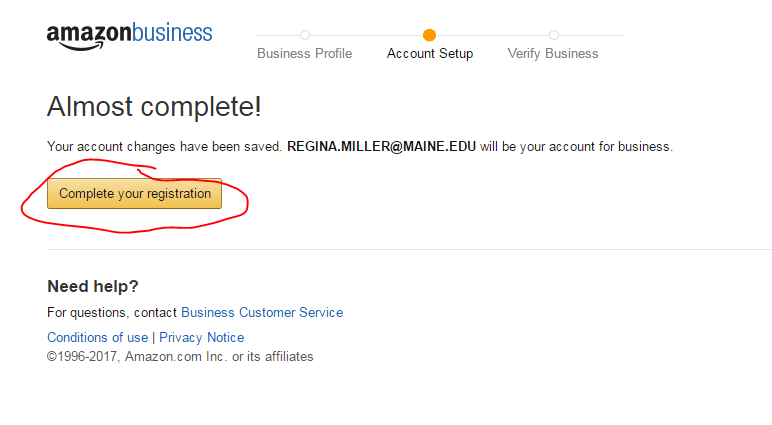 amazonbusiness
Business Profile
Account Setup
Verify Business
Almost complete!
Your account changes have been saved. REGINA.MILLER@MAINE.EDU will be your account for business.
Complete your registration
Need help?
For questions, contact Business Customer Service
Conditions of use | Privacy Notice
©1996-2017, Amazon.com Inc. or its affiliates